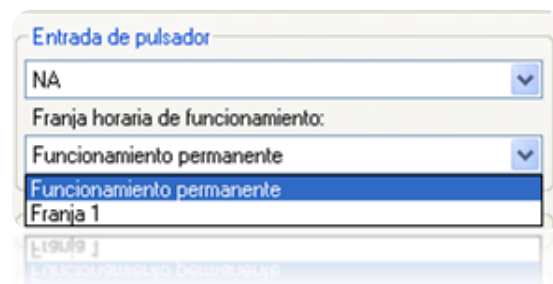 Entrada de pulsador
NA
Franja horaria de funcionamiento:
Funcionamiento permanente
Funcionamiento permanente
Franja 1